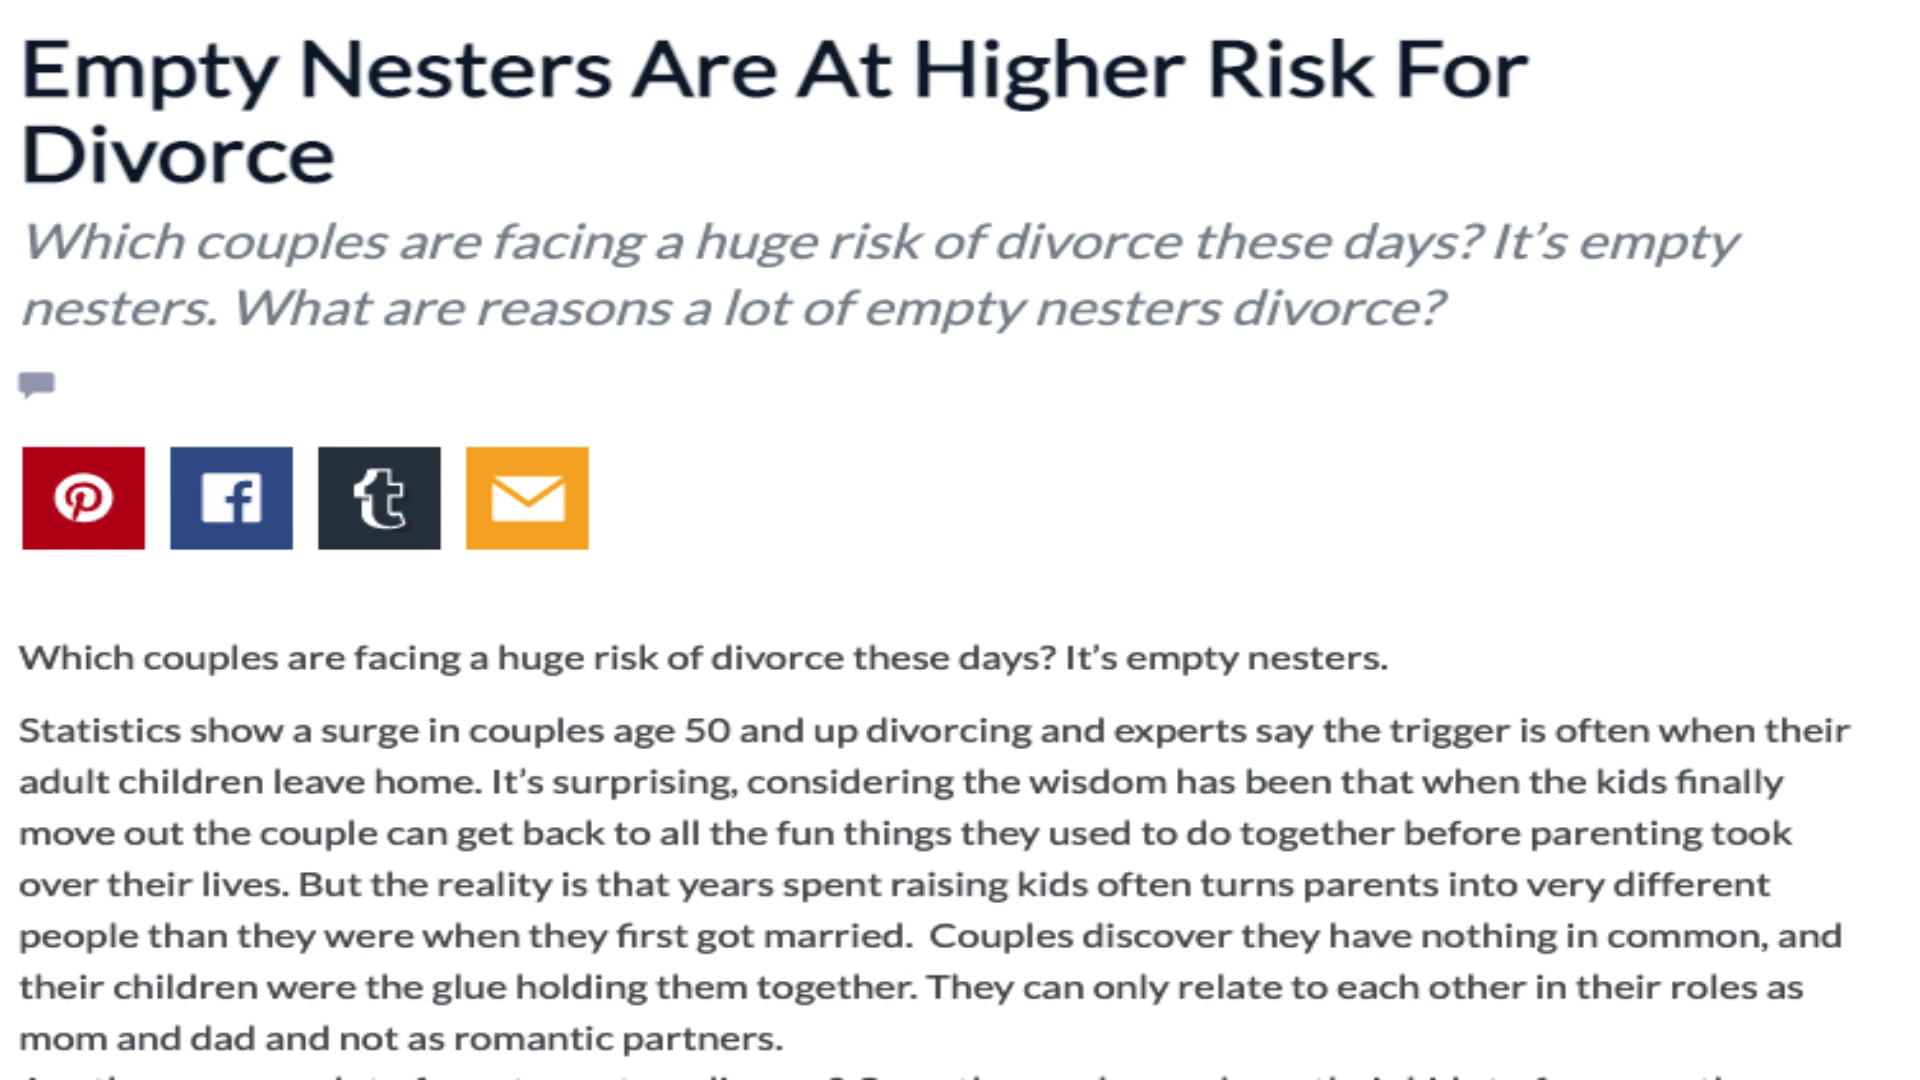 Empty Nesters Are At Higher Risk For
Divorce
Which couples are facing a huge risk of divorce these days? It’s empty
nesters. What are reasons a lot of empty nesters divorce?
Which couples are facing a huge risk of divorce these days? It’s empty nesters.
Statistics show a surge in couples age 50 and up divorcing and experts say the trigger is often when their
adult children leave home. It’s surprising, considering the wisdom has been that when the kids finally
move out the couple can get back to all the fun things they used to do together before parenting took
over their lives. But the reality is that years spent raising kids often turns parents into very different
people than they were when they first got married.  Couples discover they have nothing in common, and
their children were the glue holding them together. They can only relate to each other in their roles as
mom and dad and not as romantic partners.